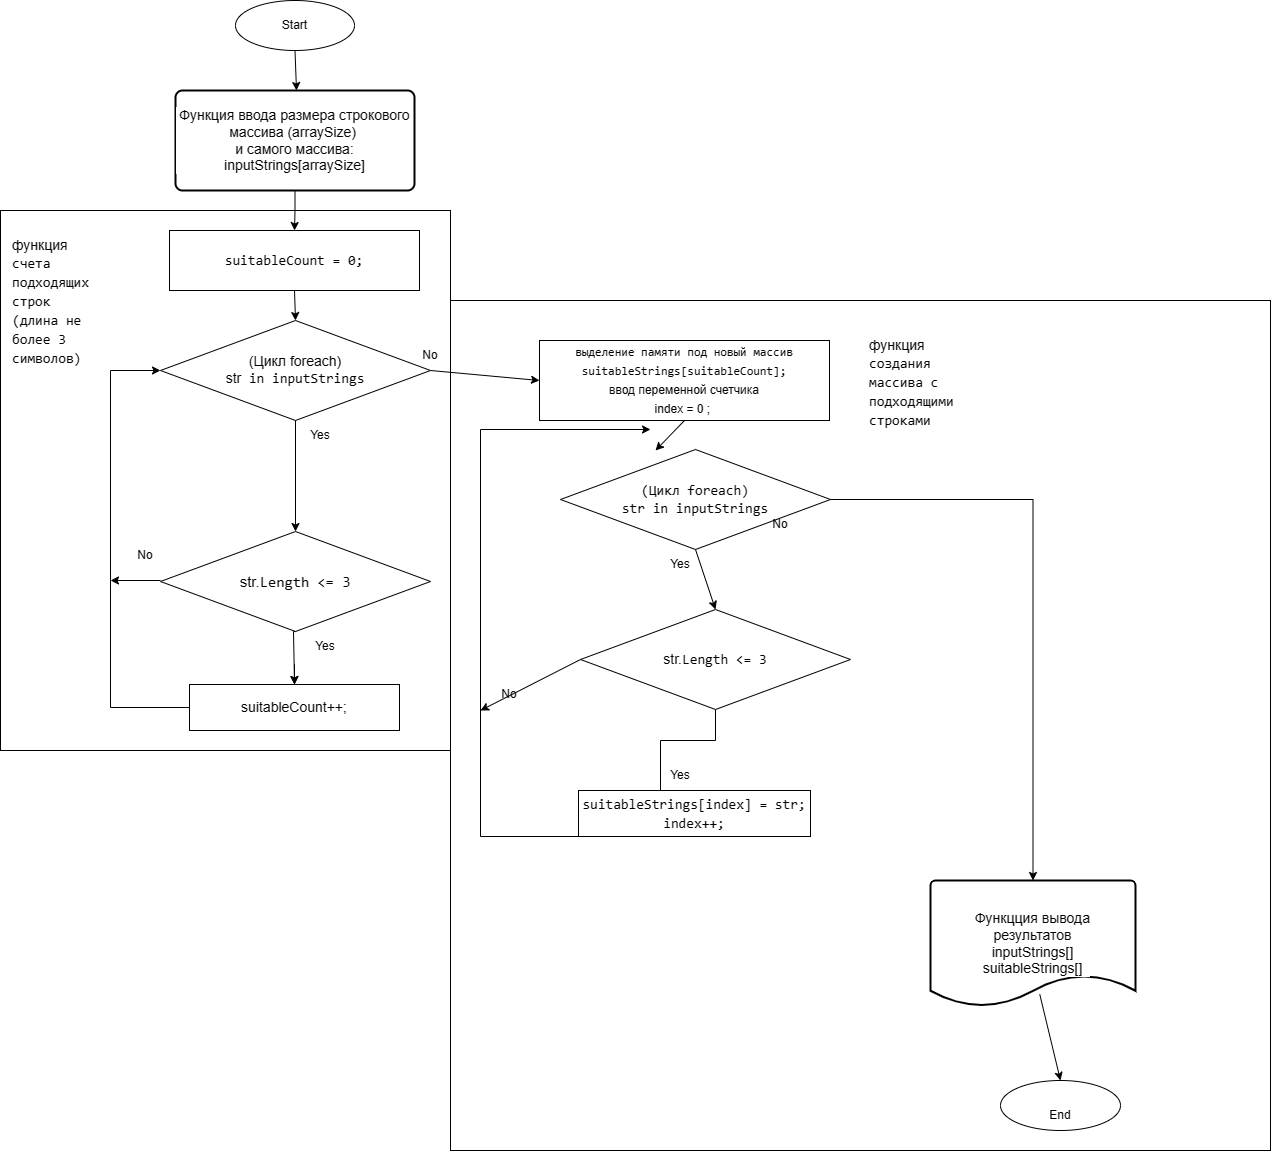 Start
Функция ввода размера строкового
массива (arraySize)
и самого массива:
inputStrings[arraySize]
функция
счета
подходящих
строк
(длина не
более 3
символов)
suitableCount = 0;
(Цикл foreach)
str in inputStrings
No
Yes
str.Length <= 3
No
Yes
suitableCount++;
выделение памяти под новый массив
suitableStrings[suitableCount];
ввод переменной счетчика
index = 0 ;
функция
создания
массива с
подходящими
строками
(Цикл foreach)
str in inputStrings
No
Yes
str.Length <= 3
No
Yes
suitableStrings[index] = str;
index++;
Функцция вывода
результатов
inputStrings[]
suitableStrings[]
End